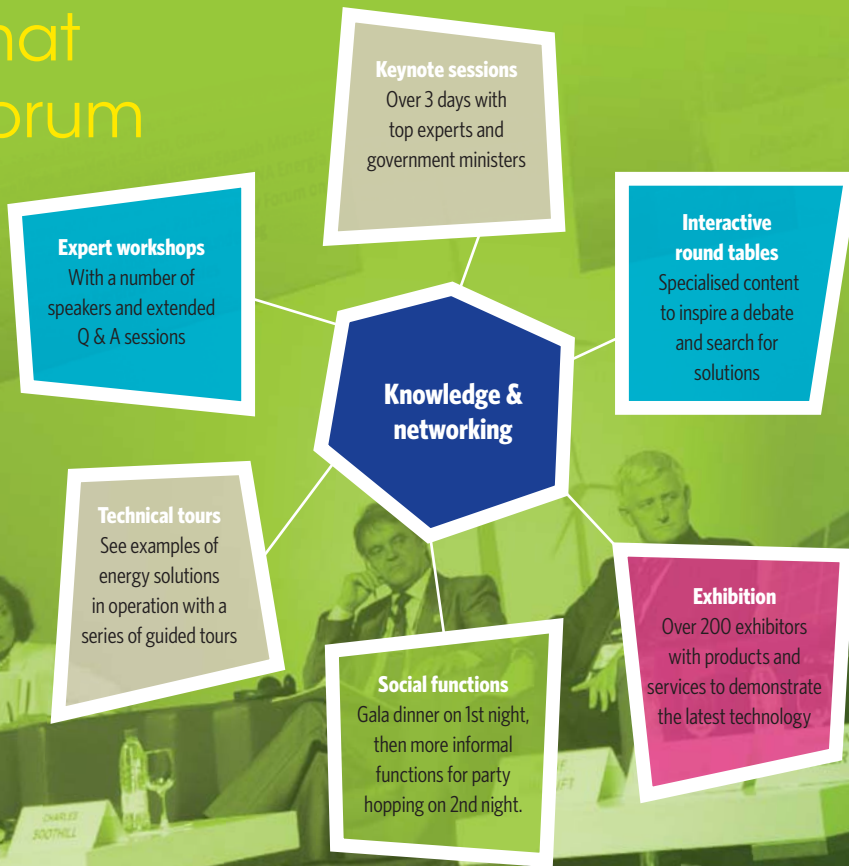 hat
orum
Keynote sessions
Over 3 days with
top experts and
government ministers
Expert workshops
With a number of
speakers and extended
Q & A sessions
Interactive
round tables
Specialised content
to inspire a debate
and search for
solutions
Knowledge &
networking
Technical tours
See examples of
energy solutions
in operation with a
series of guided tours
Exhibition
Over 200 exhibitors
with products and
services to demonstrate
the latest technology
Social functions
Gala dinner on 1st night,
then more informal
functions for party
hopping on 2nd night.
CHARLES
SOOTHILL